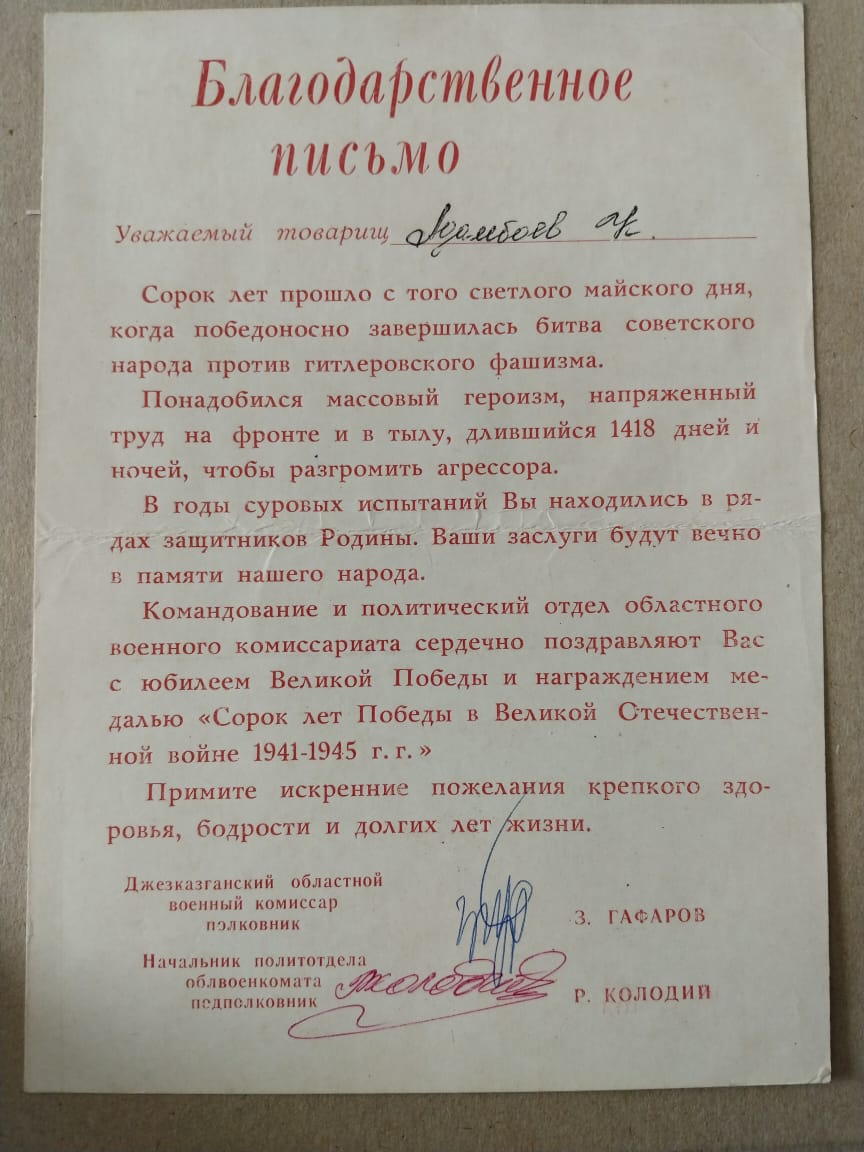 Благодарственное
письмо
Уважаемый товарищ Адамбаев
Сорок лет прошло с того светлого майского дня,
когда победоносно завершилась битва советского
народа против гитлеровского фашизма.
Понадобился массовый героизм, напряженный
труд на фронте и в тылу, длившийся 1418 дней и
ночей, чтобы разгромить агрессора.
В годы суровых испытаний Вы находились в ря-
дах защитников Родины. Ваши заслуги будут вечно
в памяти нашего народа.
Командование и политический отдел областного
военного комиссариата сердечно поздравляют Вас
с юбилеем Великой Победы и награждением ме-
далью «Сорок лет Победы в Великой Отечествен-
ной войне 1941-1945 г. г. »
Примите искренние пожелания крепкого здо-
ровья, бодрости и долгих лет жизни.
Джезказганский областной
военный комиссар
полковник
З. ГАФАРОВ
Начальник политотдела
облвоенкомата
подполковник
Р. КОЛОДИЙ